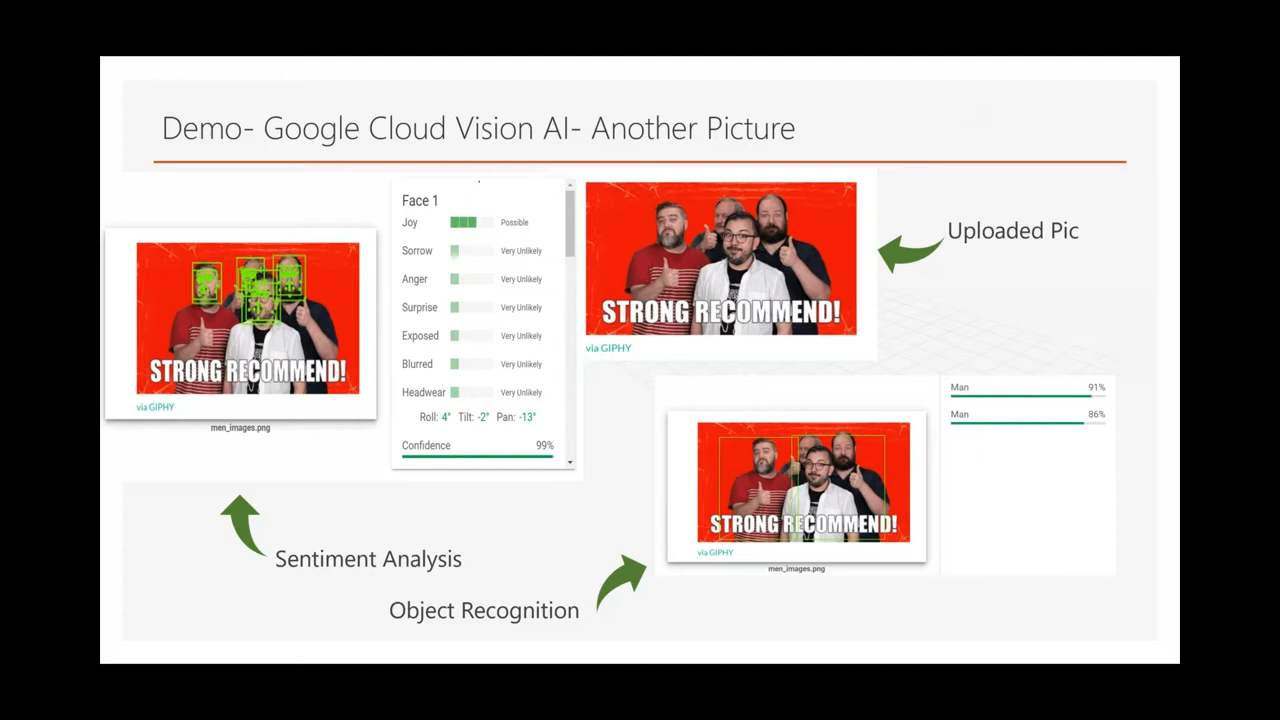 Demo- Google Cloud Vision AI- Another Picture
STRONG RECOMMEND!
via GIPHY
men_images.png
Face 1
Joy Possible
Sorrow Very Unlikely
Anger Very Unlikely
Surprise Very Unlikely
Exposed Very Unlikely
Blurred Very Unlikely
Headwear Very Unlikely
Roll: 4° Tilt: -2° Pan: -13°
Confidence 99%
STRONG RECOMMEND!
via GIPHY
Uploaded Pic
Sentiment Analysis
STRONG RECOMMEND!
via GIPHY
men_images.png
Man 91%
Man 86%
Object Recognition